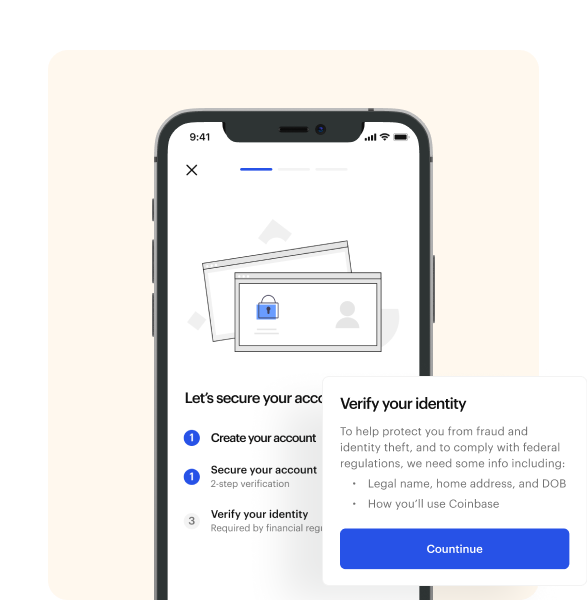 9:41
Let's secure your acco
1 Create your account
1 Secure your account
2-step verification
3 Verify your identity
Required by financial regu
Verify your identity
To help protect you from fraud and
identity theft, and to comply with federal
regulations, we need some info including:
• Legal name, home address, and DOB
• How you'll use Coinbase
Countinue